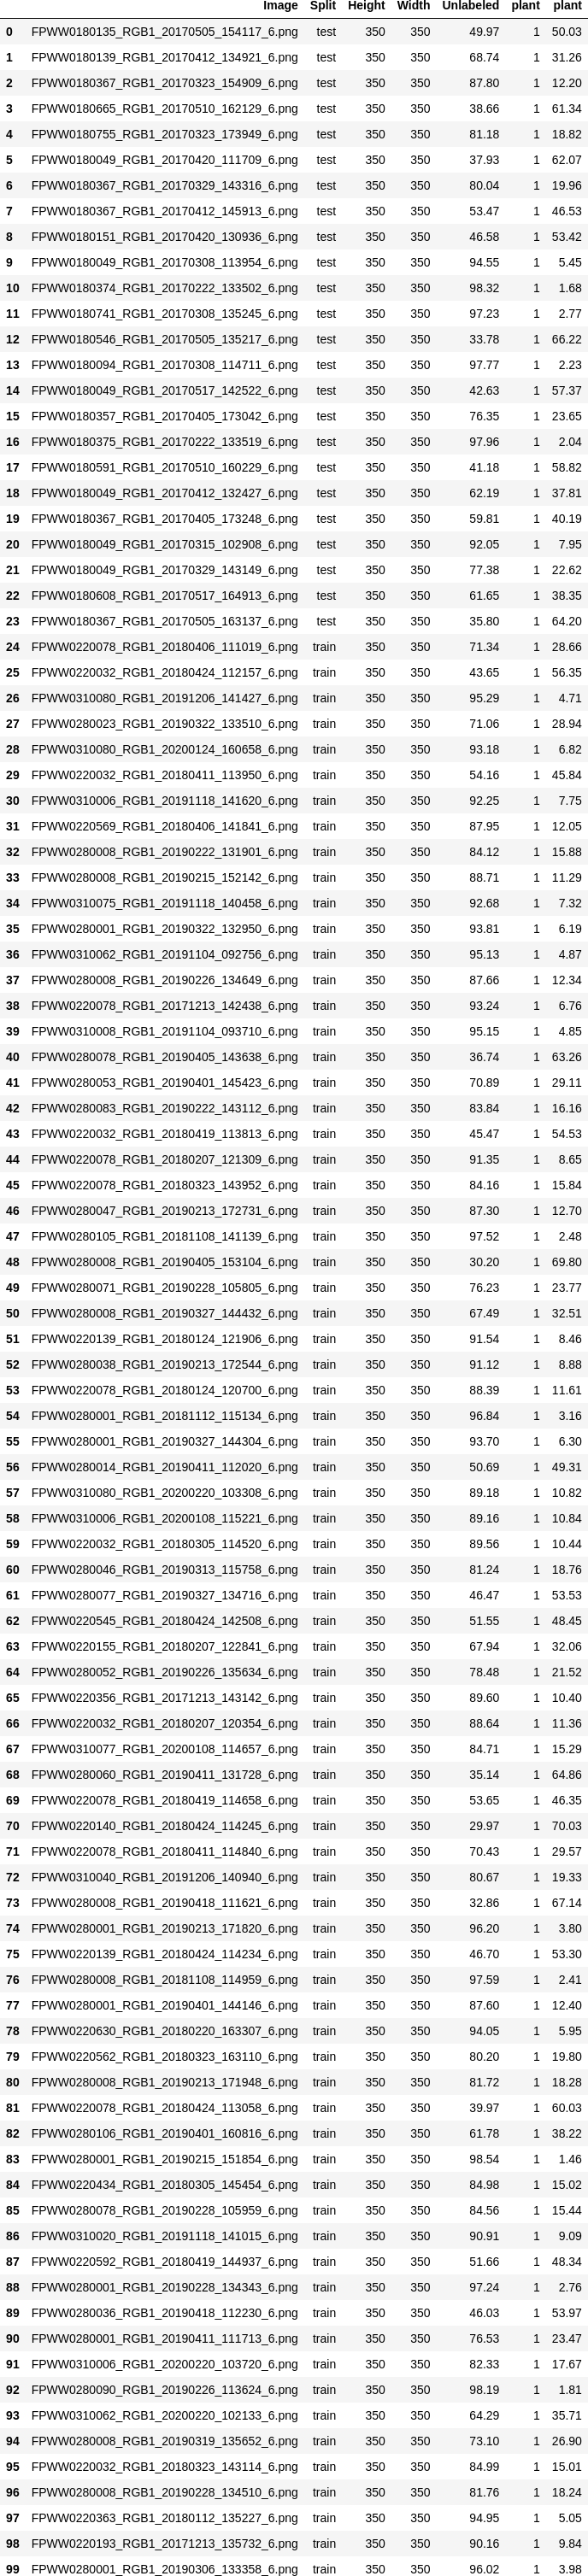 Image Split Height Width Unlabeled plant plant
0 FPWW0180135_RGB1_20170505_154117_6.png test 350 350 49.97 1 50.03
1 FPWW0180139_RGB1_20170412_134921_6.png test 350 350 68.74 1 31.26
2 FPWW0180367_RGB1_20170323_154909_6.png test 350 350 87.80 1 12.20
3 FPWW0180665_RGB1_20170510_162129_6.png test 350 350 38.66 1 61.34
4 FPWW0180755_RGB1_20170323_173949_6.png test 350 350 81.18 1 18.82
5 FPWW0180049_RGB1_20170420_111709_6.png test 350 350 37.93 1 62.07
6 FPWW0180367_RGB1_20170329_143316_6.png test 350 350 80.04 1 19.96
7 FPWW0180367_RGB1_20170412_145913_6.png test 350 350 53.47 1 46.53
8 FPWW0180151_RGB1_20170420_130936_6.png test 350 350 46.58 1 53.42
9 FPWW0180049_RGB1_20170308_113954_6.png test 350 350 94.55 1 5.45
10 FPWW0180374_RGB1_20170222_133502_6.png test 350 350 98.32 1 1.68
11 FPWW0180741_RGB1_20170308_135245_6.png test 350 350 97.23 1 2.77
12 FPWW0180546_RGB1_20170505_135217_6.png test 350 350 33.78 1 66.22
13 FPWW0180094_RGB1_20170308_114711_6.png test 350 350 97.77 1 2.23
14 FPWW0180049_RGB1_20170517_142522_6.png test 350 350 42.63 1 57.37
15 FPWW0180357_RGB1_20170405_173042_6.png test 350 350 76.35 1 23.65
16 FPWW0180375_RGB1_20170222_133519_6.png test 350 350 97.96 1 2.04
17 FPWW0180591_RGB1_20170510_160229_6.png test 350 350 41.18 1 58.82
18 FPWW0180049_RGB1_20170412_132427_6.png test 350 350 62.19 1 37.81
19 FPWW0180367_RGB1_20170405_173248_6.png test 350 350 59.81 1 40.19
20 FPWW0180049_RGB1_20170315_102908_6.png test 350 350 92.05 1 7.95
21 FPWW0180049_RGB1_20170329_143149_6.png test 350 350 77.38 1 22.62
22 FPWW0180608_RGB1_20170517_164913_6.png test 350 350 61.65 1 38.35
23 FPWW0180367_RGB1_20170505_163137_6.png test 350 350 35.80 1 64.20
24 FPWW0220078_RGB1_20180406_111019_6.png train 350 350 71.34 1 28.66
25 FPWW0220032_RGB1_20180424_112157_6.png train 350 350 43.65 1 56.35
26 FPWW0310080_RGB1_20191206_141427_6.png train 350 350 95.29 1 4.71
27 FPWW0280023_RGB1_20190322_133510_6.png train 350 350 71.06 1 28.94
28 FPWW0310080_RGB1_20200124_160658_6.png train 350 350 93.18 1 6.82
29 FPWW0220032_RGB1_20180411_113950_6.png train 350 350 54.16 1 45.84
30 FPWW0310006_RGB1_20191118_141620_6.png train 350 350 92.25 1 7.75
31 FPWW0220569_RGB1_20180406_141841_6.png train 350 350 87.95 1 12.05
32 FPWW0280008_RGB1_20190222_131901_6.png train 350 350 84.12 1 15.88
33 FPWW0280008_RGB1_20190215_152142_6.png train 350 350 88.71 1 11.29
34 FPWW0310075_RGB1_20191118_140458_6.png train 350 350 92.68 1 7.32
35 FPWW0280001_RGB1_20190322_132950_6.png train 350 350 93.81 1 6.19
36 FPWW0310062_RGB1_20191104_092756_6.png train 350 350 95.13 1 4.87
37 FPWW0280008_RGB1_20190226_134649_6.png train 350 350 87.66 1 12.34
38 FPWW0220078_RGB1_20171213_142438_6.png train 350 350 93.24 1 6.76
39 FPWW0310008_RGB1_20191104_093710_6.png train 350 350 95.15 1 4.85
40 FPWW0280078_RGB1_20190405_143638_6.png train 350 350 36.74 1 63.26
41 FPWW0280053_RGB1_20190401_145423_6.png train 350 350 70.89 1 29.11
42 FPWW0280083_RGB1_20190222_143112_6.png train 350 350 83.84 1 16.16
43 FPWW0220032_RGB1_20180419_113813_6.png train 350 350 45.47 1 54.53
44 FPWW0220078_RGB1_20180207_121309_6.png train 350 350 91.35 1 8.65
45 FPWW0220078_RGB1_20180323_143952_6.png train 350 350 84.16 1 15.84
46 FPWW0280047_RGB1_20190213_172731_6.png train 350 350 87.30 1 12.70
47 FPWW0280105_RGB1_20181108_141139_6.png train 350 350 97.52 1 2.48
48 FPWW0280008_RGB1_20190405_153104_6.png train 350 350 30.20 1 69.80
49 FPWW0280071_RGB1_20190228_105805_6.png train 350 350 76.23 1 23.77
50 FPWW0280008_RGB1_20190327_144432_6.png train 350 350 67.49 1 32.51
51 FPWW0220139_RGB1_20180124_121906_6.png train 350 350 91.54 1 8.46
52 FPWW0280038_RGB1_20190213_172544_6.png train 350 350 91.12 1 8.88
53 FPWW0220078_RGB1_20180124_120700_6.png train 350 350 88.39 1 11.61
54 FPWW0280001_RGB1_20181112_115134_6.png train 350 350 96.84 1 3.16
55 FPWW0280001_RGB1_20190327_144304_6.png train 350 350 93.70 1 6.30
56 FPWW0280014_RGB1_20190411_112020_6.png train 350 350 50.69 1 49.31
57 FPWW0310080_RGB1_20200220_103308_6.png train 350 350 89.18 1 10.82
58 FPWW0310006_RGB1_20200108_115221_6.png train 350 350 89.16 1 10.84
59 FPWW0220032_RGB1_20180305_114520_6.png train 350 350 89.56 1 10.44
60 FPWW0280046_RGB1_20190313_115758_6.png train 350 350 81.24 1 18.76
61 FPWW0280077_RGB1_20190327_134716_6.png train 350 350 46.47 1 53.53
62 FPWW0220545_RGB1_20180424_142508_6.png train 350 350 51.55 1 48.45
63 FPWW0220155_RGB1_20180207_122841_6.png train 350 350 67.94 1 32.06
64 FPWW0280052_RGB1_20190226_135634_6.png train 350 350 78.48 1 21.52
65 FPWW0220356_RGB1_20171213_143142_6.png train 350 350 89.60 1 10.40
66 FPWW0220032_RGB1_20180207_120354_6.png train 350 350 88.64 1 11.36
67 FPWW0310077_RGB1_20200108_114657_6.png train 350 350 84.71 1 15.29
68 FPWW0280060_RGB1_20190411_131728_6.png train 350 350 35.14 1 64.86
69 FPWW0220078_RGB1_20180419_114658_6.png train 350 350 53.65 1 46.35
70 FPWW0220140_RGB1_20180424_114245_6.png train 350 350 29.97 1 70.03
71 FPWW0220078_RGB1_20180411_114840_6.png train 350 350 70.43 1 29.57
72 FPWW0310040_RGB1_20191206_140940_6.png train 350 350 80.67 1 19.33
73 FPWW0280008_RGB1_20190418_111621_6.png train 350 350 32.86 1 67.14
74 FPWW0280001_RGB1_20190213_171820_6.png train 350 350 96.20 1 3.80
75 FPWW0220139_RGB1_20180424_114234_6.png train 350 350 46.70 1 53.30
76 FPWW0280008_RGB1_20181108_114959_6.png train 350 350 97.59 1 2.41
77 FPWW0280001_RGB1_20190401_144146_6.png train 350 350 87.60 1 12.40
78 FPWW0220630_RGB1_20180220_163307_6.png train 350 350 94.05 1 5.95
79 FPWW0220562_RGB1_20180323_163110_6.png train 350 350 80.20 1 19.80
80 FPWW0280008_RGB1_20190213_171948_6.png train 350 350 81.72 1 18.28
81 FPWW0220078_RGB1_20180424_113058_6.png train 350 350 39.97 1 60.03
82 FPWW0280106_RGB1_20190401_160816_6.png train 350 350 61.78 1 38.22
83 FPWW0280001_RGB1_20190215_151854_6.png train 350 350 98.54 1 1.46
84 FPWW0220434_RGB1_20180305_145454_6.png train 350 350 84.98 1 15.02
85 FPWW0280078_RGB1_20190228_105959_6.png train 350 350 84.56 1 15.44
86 FPWW0310020_RGB1_20191118_141015_6.png train 350 350 90.91 1 9.09
87 FPWW0220592_RGB1_20180419_144937_6.png train 350 350 51.66 1 48.34
88 FPWW0280001_RGB1_20190228_134343_6.png train 350 350 97.24 1 2.76
89 FPWW0280036_RGB1_20190418_112230_6.png train 350 350 46.03 1 53.97
90 FPWW0280001_RGB1_20190411_111713_6.png train 350 350 76.53 1 23.47
91 FPWW0310006_RGB1_20200220_103720_6.png train 350 350 82.33 1 17.67
92 FPWW0280090_RGB1_20190226_113624_6.png train 350 350 98.19 1 1.81
93 FPWW0310062_RGB1_20200220_102133_6.png train 350 350 64.29 1 35.71
94 FPWW0280008_RGB1_20190319_135652_6.png train 350 350 73.10 1 26.90
95 FPWW0220032_RGB1_20180323_143114_6.png train 350 350 84.99 1 15.01
96 FPWW0280008_RGB1_20190228_134510_6.png train 350 350 81.76 1 18.24
97 FPWW0220363_RGB1_20180112_135227_6.png train 350 350 94.95 1 5.05
98 FPWW0220193_RGB1_20171213_135732_6.png train 350 350 90.16 1 9.84
99 FPWW0280001_RGB1_20190306_133358_6.png train 350 350 96.02 1 3.98